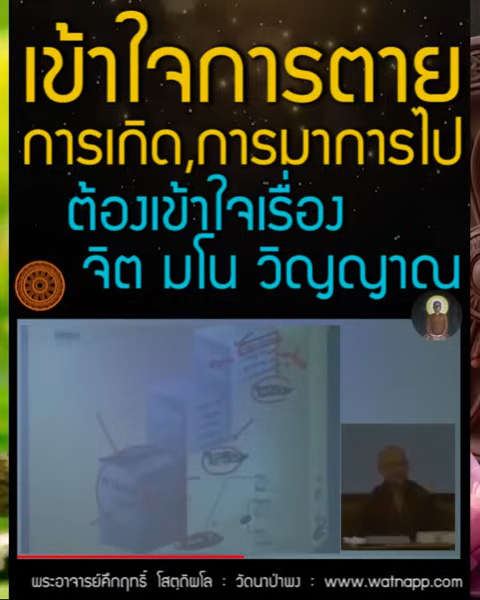 เข้าใจการตาย
การเกิด,การมาการไป
ต้องเข้าใจเรื่อง
จิต มโน วิญญาณ
พระอาจารย์คึกฤทธิ์ โสตฺถิผโล : วัดนาป่าพง : www.watnapp.com